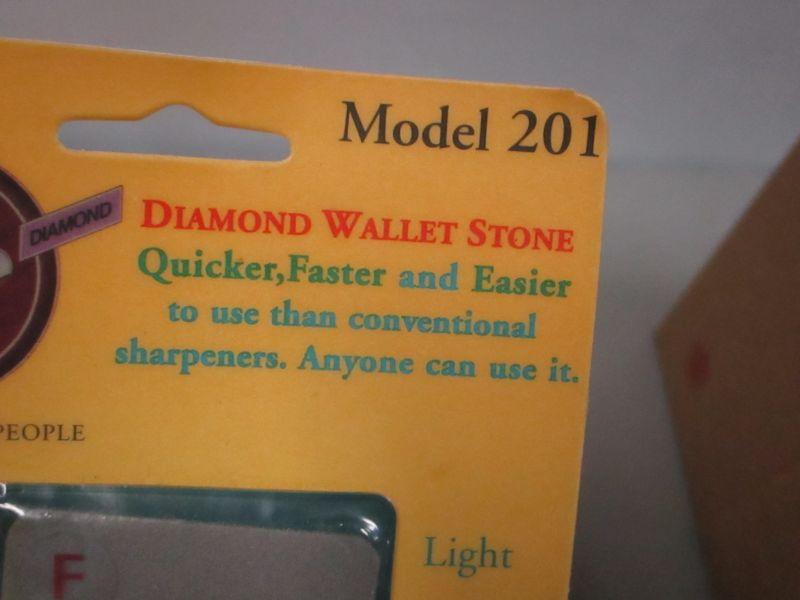 Model 201
DIAMOND
DIAMOND WALLET STONE
Quicker,Faster and Easier
to use than conventional
sharpeners. Anyone can use it.
PEOPLE
Light
F